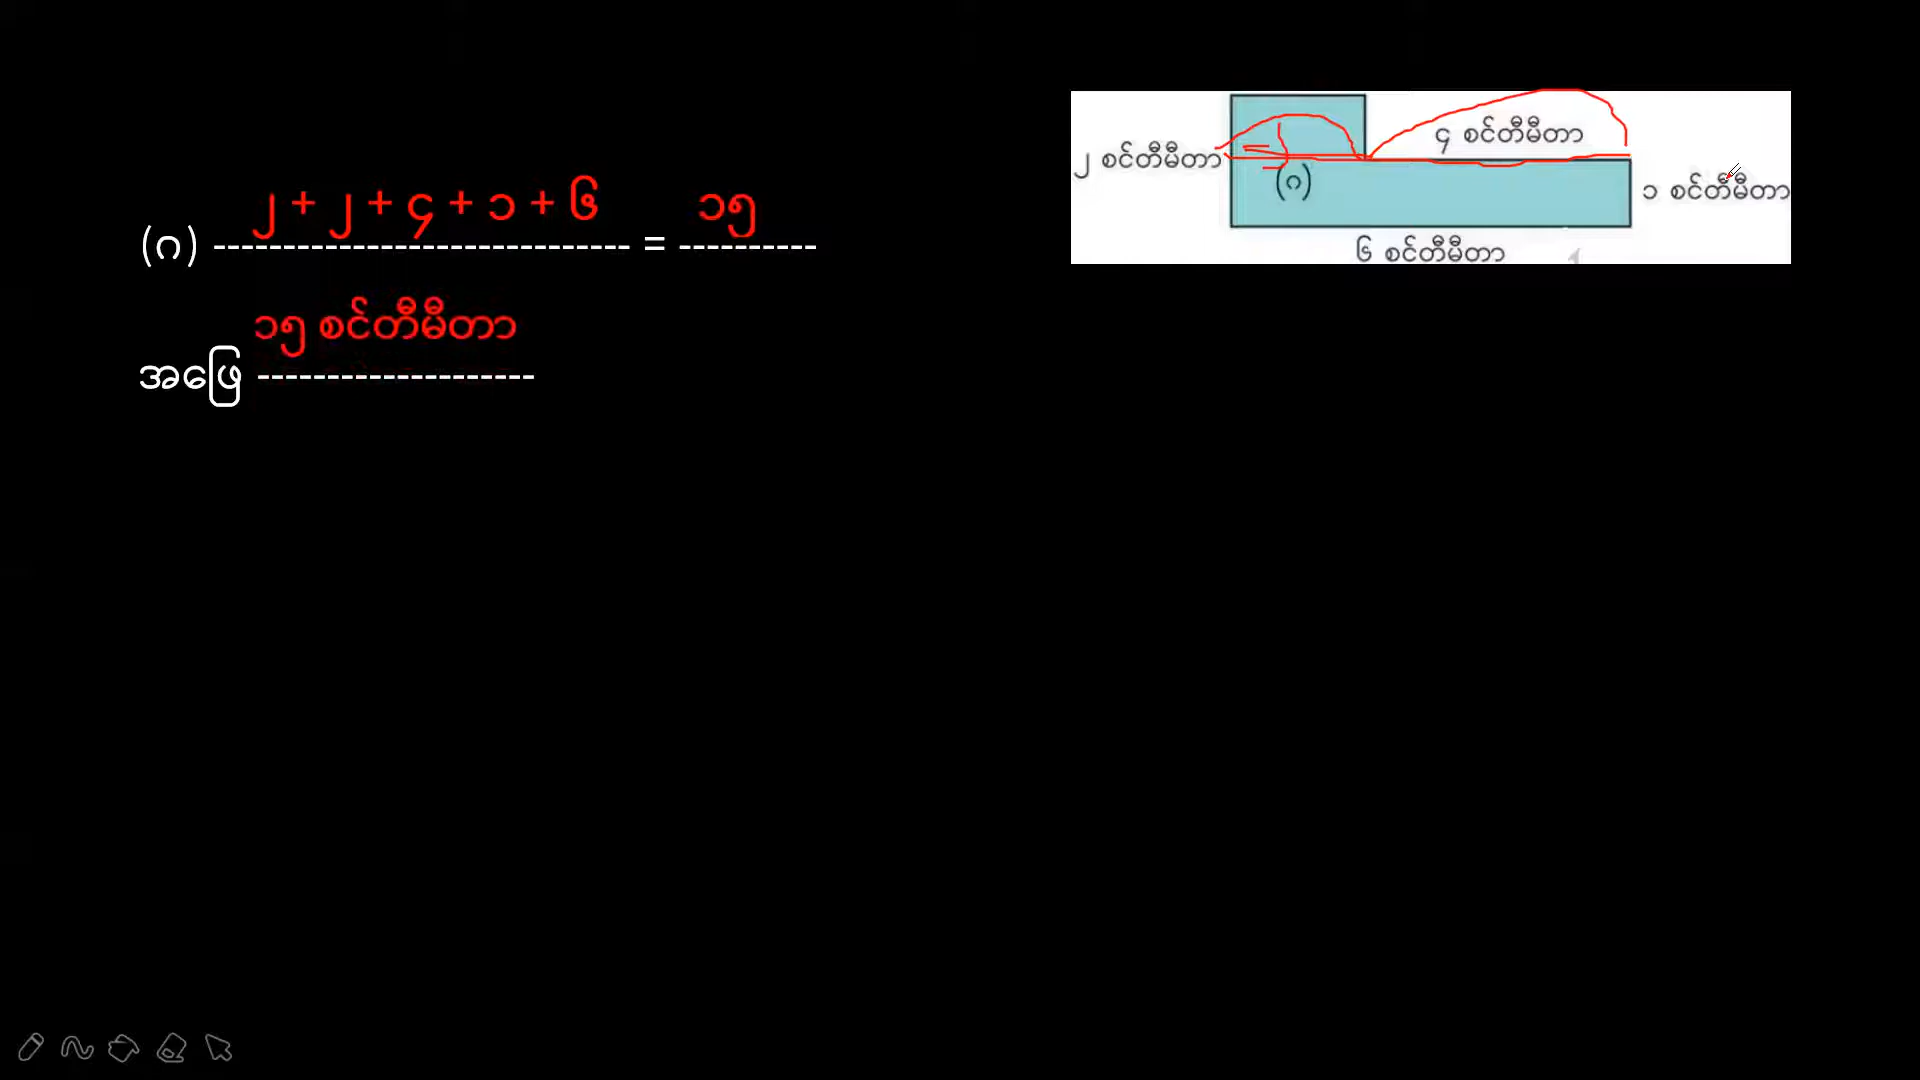 ၂ + ၂ + ၄ + ၁ + ၆ ၁၅
(ဂ) ------------------------------ = ----------
၁၅ စင်တီမီတာ
အဖြေ --------------------
၄ စင်တီမီတာ
၂ စင်တီမီတာ
(ဂ)
၁ စင်တီမီတာ
၆ စင်တီမီတာ